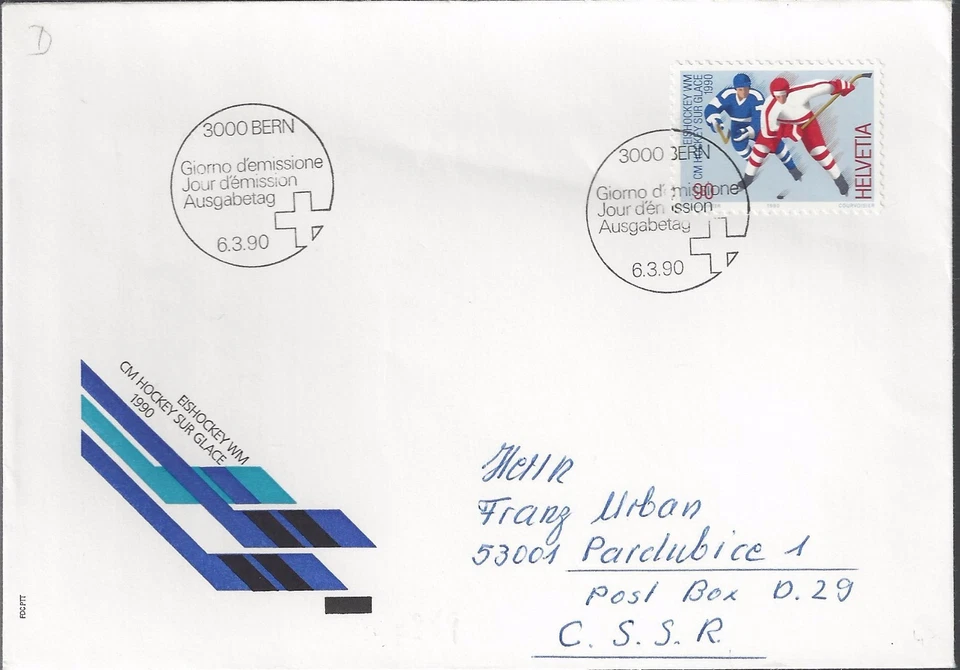 D
3000 BERN
Giorno d'emissione
Jour d'émission
Ausgabetag
6.3.90
EISHOCKEY WM
CM HOCKEY SUR GLACE
1990
90
HELVETIA
1990
COURVOISIER
3000 BERN
Giorno d'emissione
Jour d'émission
Ausgabetag
6.3.90
EISHOCKEY WM
CM HOCKEY SUR GLACE
1990
Herrn
Franz Urban
53001 Pardubice 1
Post Box D.29
C.S.S.R.
FDC PTT